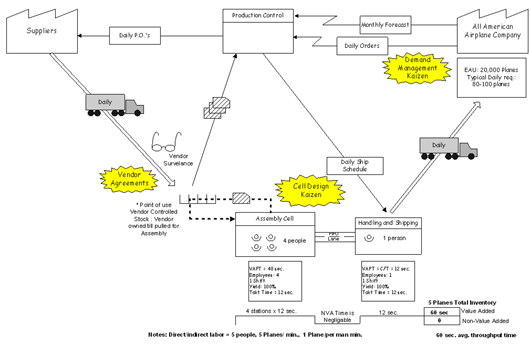 Suppliers
Daily P.O.'s
Production Control
Monthly Forecast
Daily Orders
All American
Airplane Company
Demand
Management
Kaizen
EAU: 20,000 Planes
Typical Daily req.:
80-100 planes
Daily
Daily
Vendor
Surveilance
Vendor
Agreements
Daily Ship
Schedule
Cell Design
Kaizen
* Point of use
Vendor Controlled
Stock : Vendor
owned till pulled for
Assembly
Assembly Cell
4 people
FIFO
Lane
Handling and Shipping
1 person
VAPT = 48 sec.
Employees: 4
1 Shift
Yield: 100%
Takt Time = 12 sec.
VAPT = C/T = 12 sec.
Employees: 1
1 Shift
Yield: 100%
Takt Time = 12 sec.
4 stations x 12 sec.
NVA Time is
Negligable
12 sec.
5 Planes Total Inventory
60 sec
Value Added
0
Non-Value Added
Notes: Direct/indirect labor = 5 people, 5 Planes/ min., 1 Plane/per man min.
60 sec. avg. throughput time